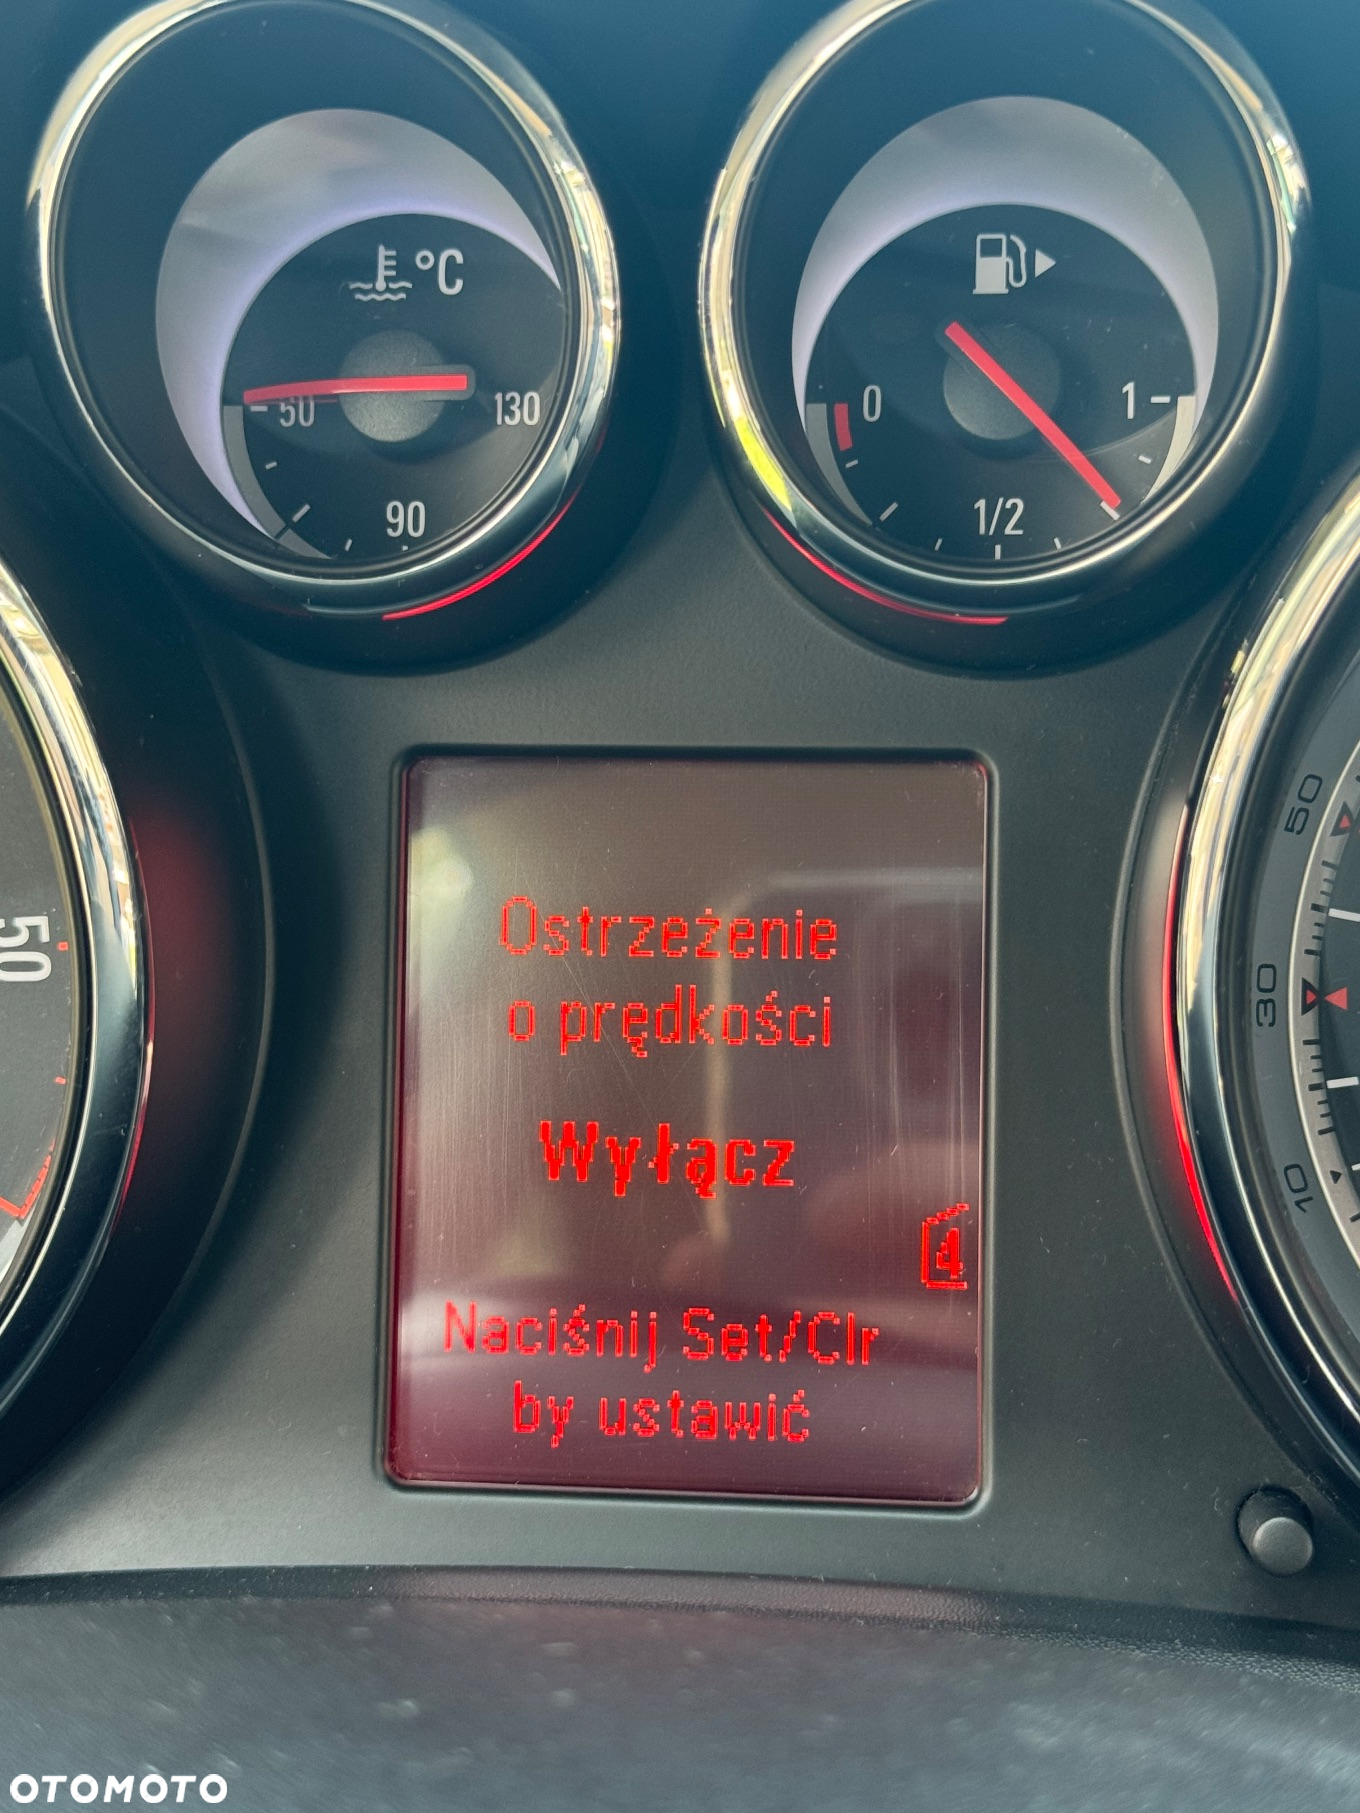 °C
50
130
90
0
1
1/2
50
50
30
10
Ostrzeżenie
o prędkości
Wyłącz
4
Naciśnij Set/Clr
by ustawić
OTOMOTO